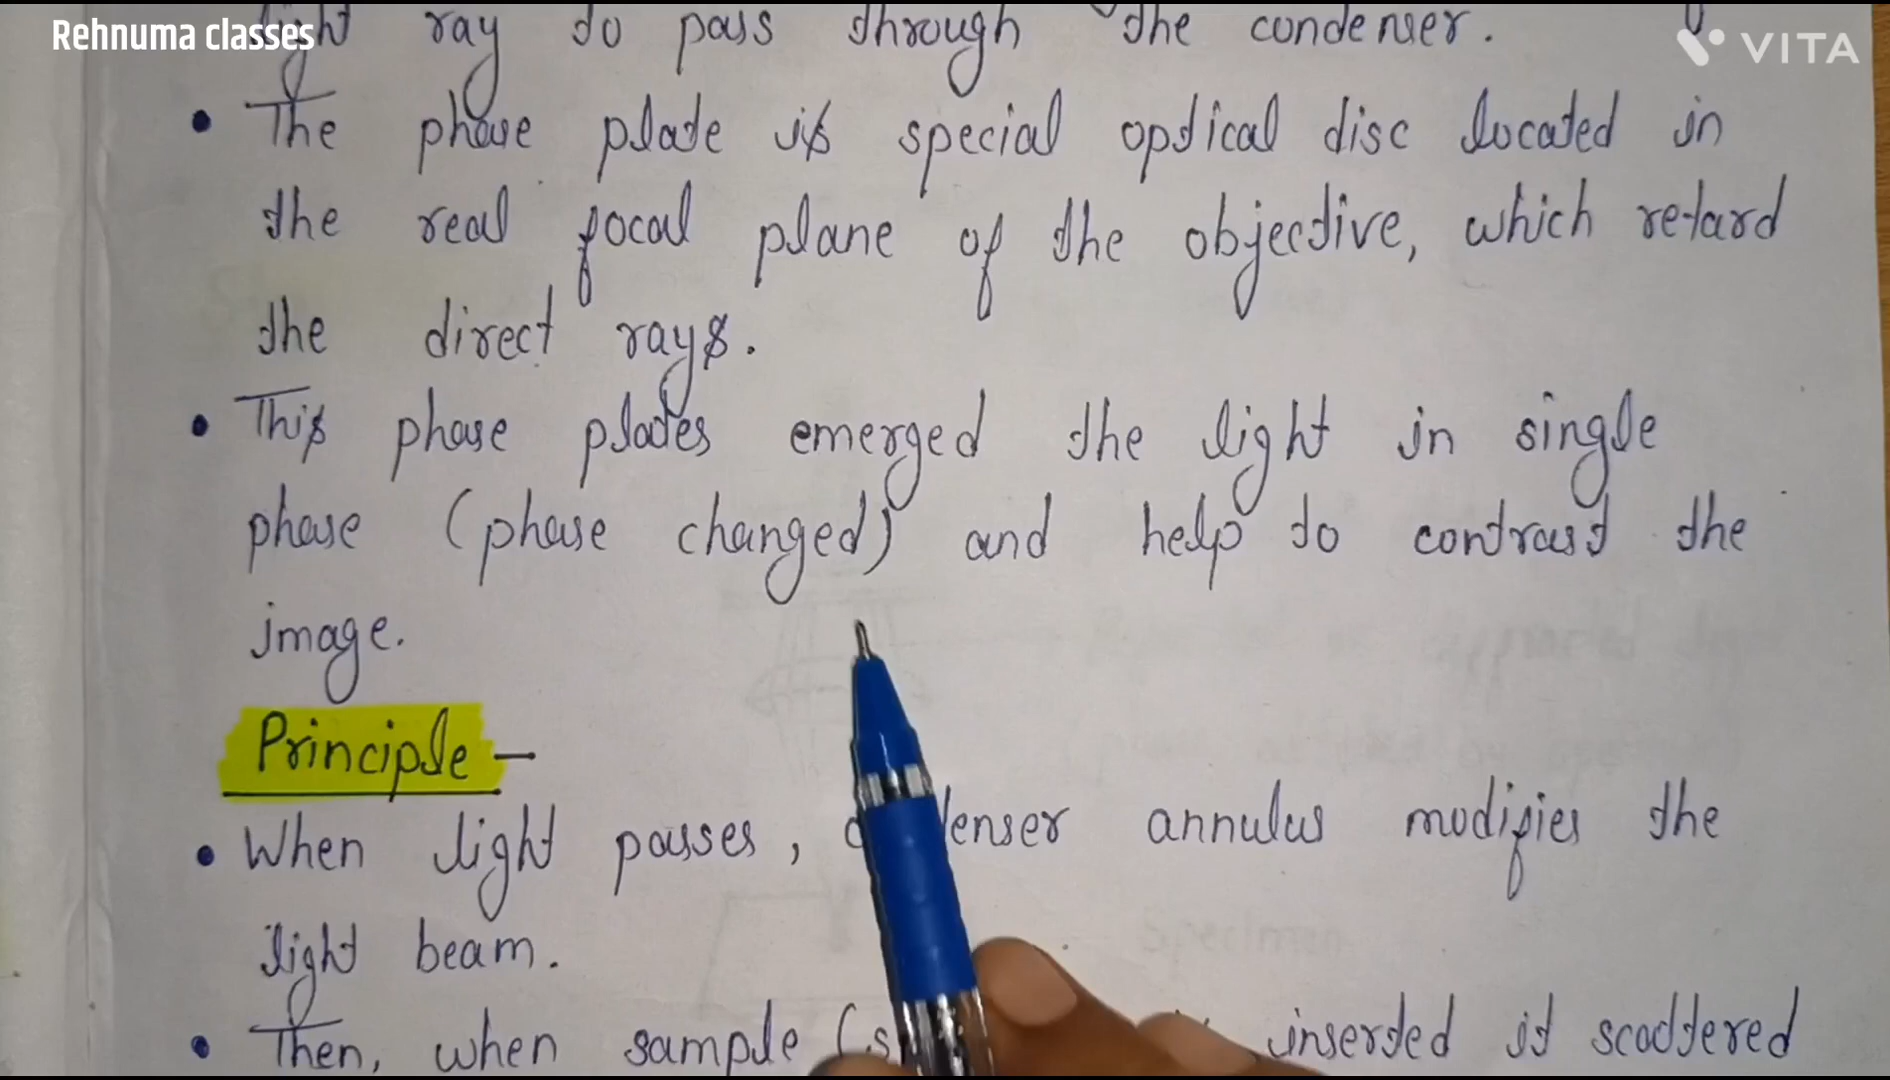 Rehnuma classes
VITA
light ray to pass through the condenser.
• The phase plate is special optical disc located in
the real focal plane of the objective, which retard
the direct rays.
• This phase plates emerged the light in single
phase (phase changed) and help to contrast the
image.
Principle –
• When light passes, annulus modifies the
light beam.
• Then, when sample (s inserted it scattered